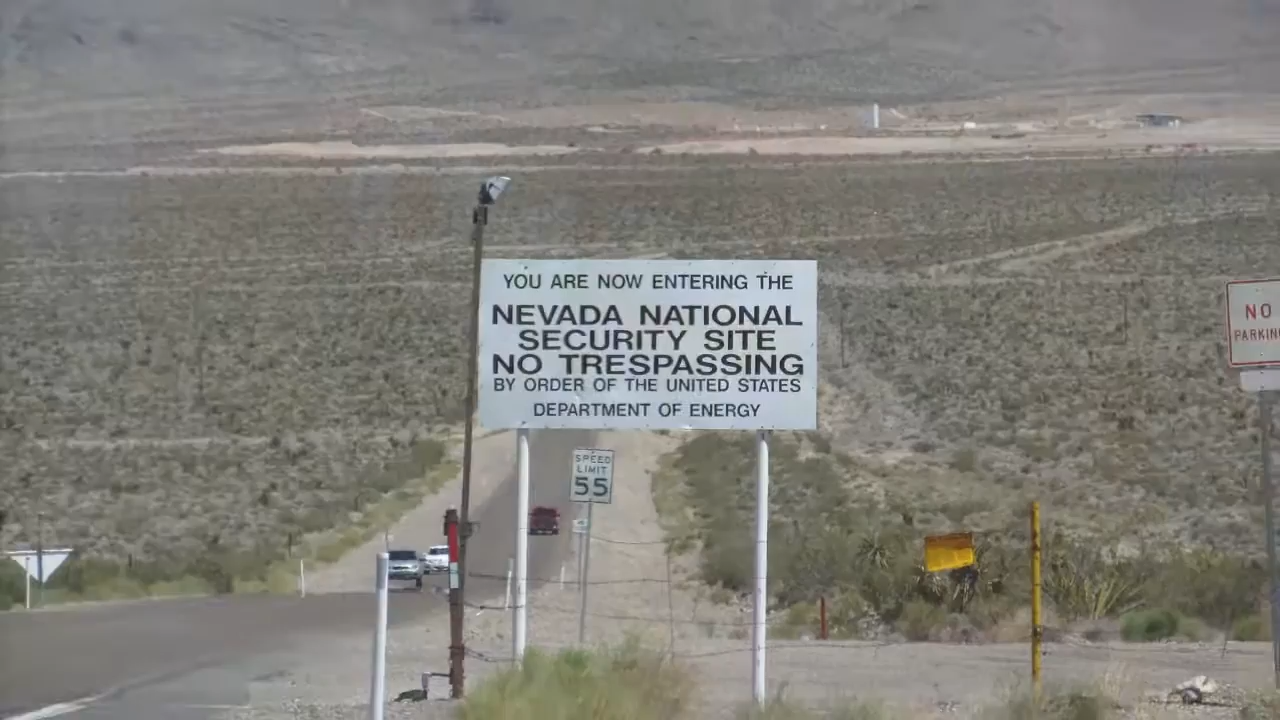 YOU ARE NOW ENTERING THE
NEVADA NATIONAL
SECURITY SITE
NO TRESPASSING
BY ORDER OF THE UNITED STATES
DEPARTMENT OF ENERGY
SPEED
LIMIT
55
NO
PARKIN